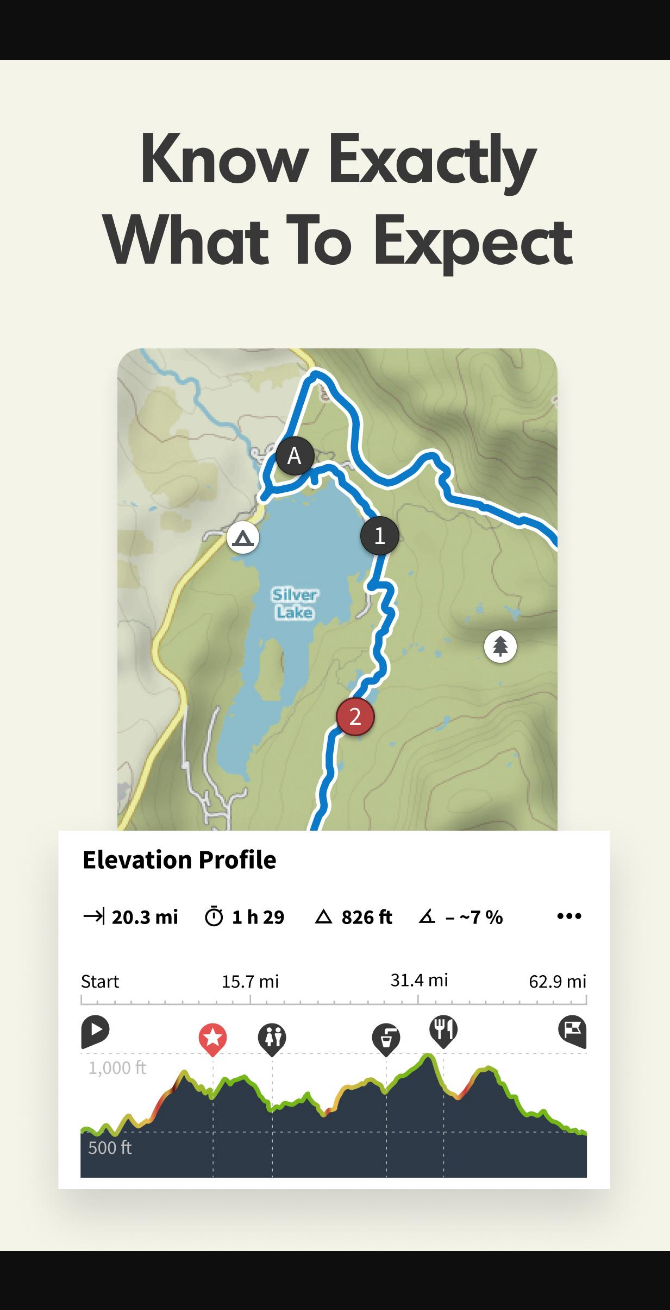 Know Exactly
What To Expect
A
1
Silver
Lake
2
Elevation Profile
20.3 mi 1 h 29 826 ft – ~7 %
Start 15.7 mi 31.4 mi 62.9 mi
1,000 ft
500 ft